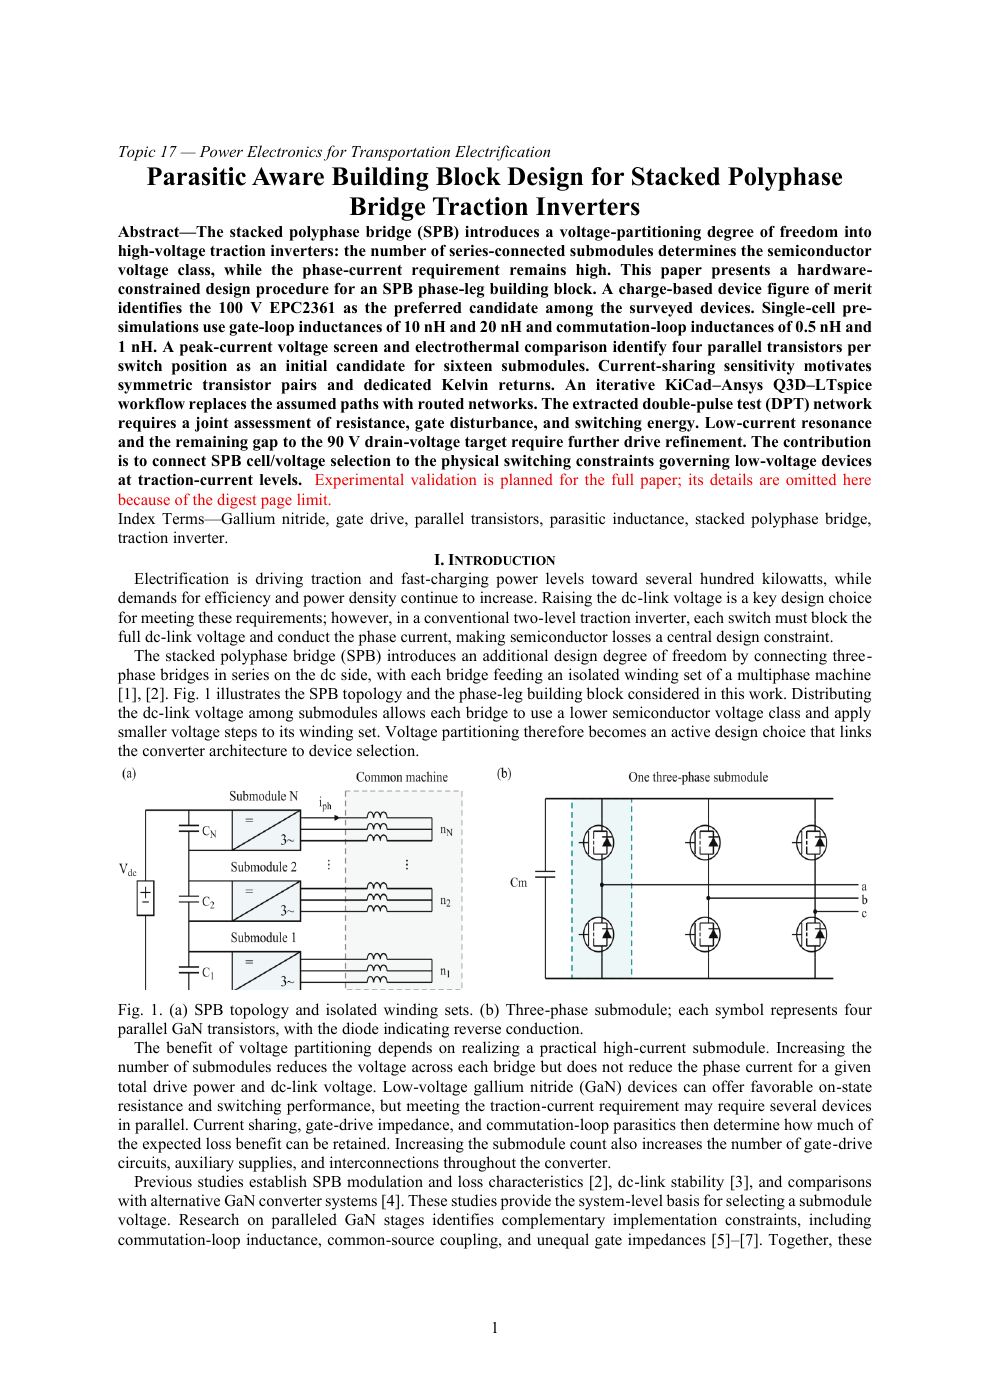 Topic 17 — Power Electronics for Transportation Electrification
Parasitic Aware Building Block Design for Stacked Polyphase
Bridge Traction Inverters
Abstract—The stacked polyphase bridge (SPB) introduces a voltage-partitioning degree of freedom into
high-voltage traction inverters: the number of series-connected submodules determines the semiconductor
voltage class, while the phase-current requirement remains high. This paper presents a hardware-
constrained design procedure for an SPB phase-leg building block. A charge-based device figure of merit
identifies the 100 V EPC2361 as the preferred candidate among the surveyed devices. Single-cell pre-
simulations use gate-loop inductances of 10 nH and 20 nH and commutation-loop inductances of 0.5 nH and
1 nH. A peak-current voltage screen and electrothermal comparison identify four parallel transistors per
switch position as an initial candidate for sixteen submodules. Current-sharing sensitivity motivates
symmetric transistor pairs and dedicated Kelvin returns. An iterative KiCad–Ansys Q3D–LTspice
workflow replaces the assumed paths with routed networks. The extracted double-pulse test (DPT) network
requires a joint assessment of resistance, gate disturbance, and switching energy. Low-current resonance
and the remaining gap to the 90 V drain-voltage target require further drive refinement. The contribution
is to connect SPB cell/voltage selection to the physical switching constraints governing low-voltage devices
at traction-current levels. Experimental validation is planned for the full paper; its details are omitted here
because of the digest page limit.
Index Terms—Gallium nitride, gate drive, parallel transistors, parasitic inductance, stacked polyphase bridge,
traction inverter.
I. INTRODUCTION
Electrification is driving traction and fast-charging power levels toward several hundred kilowatts, while
demands for efficiency and power density continue to increase. Raising the dc-link voltage is a key design choice
for meeting these requirements; however, in a conventional two-level traction inverter, each switch must block the
full dc-link voltage and conduct the phase current, making semiconductor losses a central design constraint.
The stacked polyphase bridge (SPB) introduces an additional design degree of freedom by connecting three-
phase bridges in series on the dc side, with each bridge feeding an isolated winding set of a multiphase machine
[1], [2]. Fig. 1 illustrates the SPB topology and the phase-leg building block considered in this work. Distributing
the dc-link voltage among submodules allows each bridge to use a lower semiconductor voltage class and apply
smaller voltage steps to its winding set. Voltage partitioning therefore becomes an active design choice that links
the converter architecture to device selection.
(a)
Common machine
Submodule N
iph
CN
=
3~
nN
Submodule 2
⋮
⋮
Vdc
+
−
C2
=
3~
n2
Submodule 1
C1
=
3~
n1
(b)
One three-phase submodule
Cm
a
b
c
Fig. 1. (a) SPB topology and isolated winding sets. (b) Three-phase submodule; each symbol represents four
parallel GaN transistors, with the diode indicating reverse conduction.
The benefit of voltage partitioning depends on realizing a practical high-current submodule. Increasing the
number of submodules reduces the voltage across each bridge but does not reduce the phase current for a given
total drive power and dc-link voltage. Low-voltage gallium nitride (GaN) devices can offer favorable on-state
resistance and switching performance, but meeting the traction-current requirement may require several devices
in parallel. Current sharing, gate-drive impedance, and commutation-loop parasitics then determine how much of
the expected loss benefit can be retained. Increasing the submodule count also increases the number of gate-drive
circuits, auxiliary supplies, and interconnections throughout the converter.
Previous studies establish SPB modulation and loss characteristics [2], dc-link stability [3], and comparisons
with alternative GaN converter systems [4]. These studies provide the system-level basis for selecting a submodule
voltage. Research on paralleled GaN stages identifies complementary implementation constraints, including
commutation-loop inductance, common-source coupling, and unequal gate impedances [5]–[7]. Together, these
1